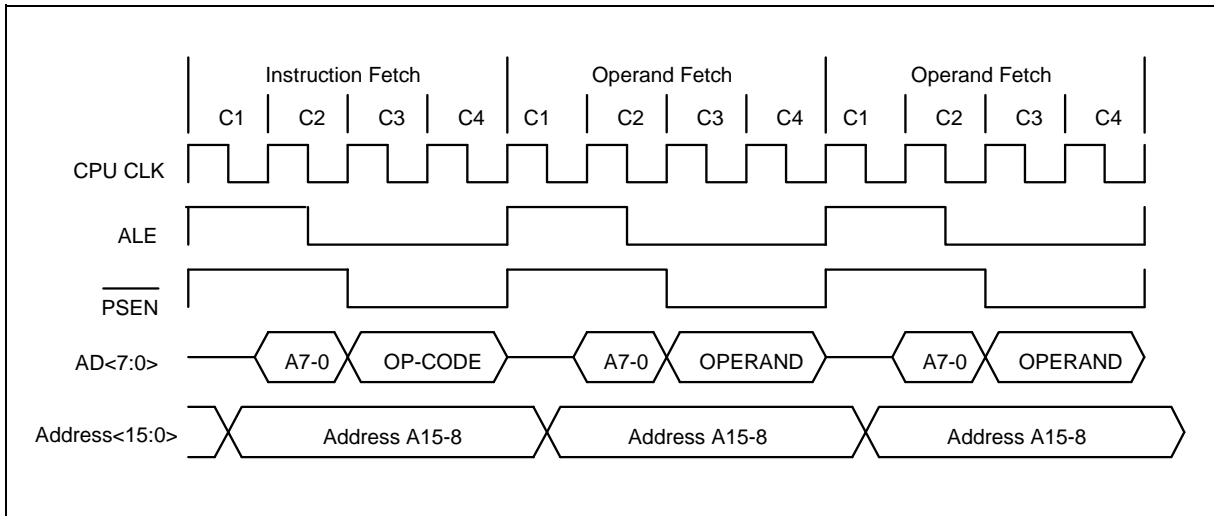 Instruction Fetch Operand Fetch Operand Fetch
C1 C2 C3 C4 C1 C2 C3 C4 C1 C2 C3 C4
CPU CLK
ALE
PSEN
AD<7:0> A7-0 OP-CODE A7-0 OPERAND A7-0 OPERAND
Address<15:0> Address A15-8 Address A15-8 Address A15-8